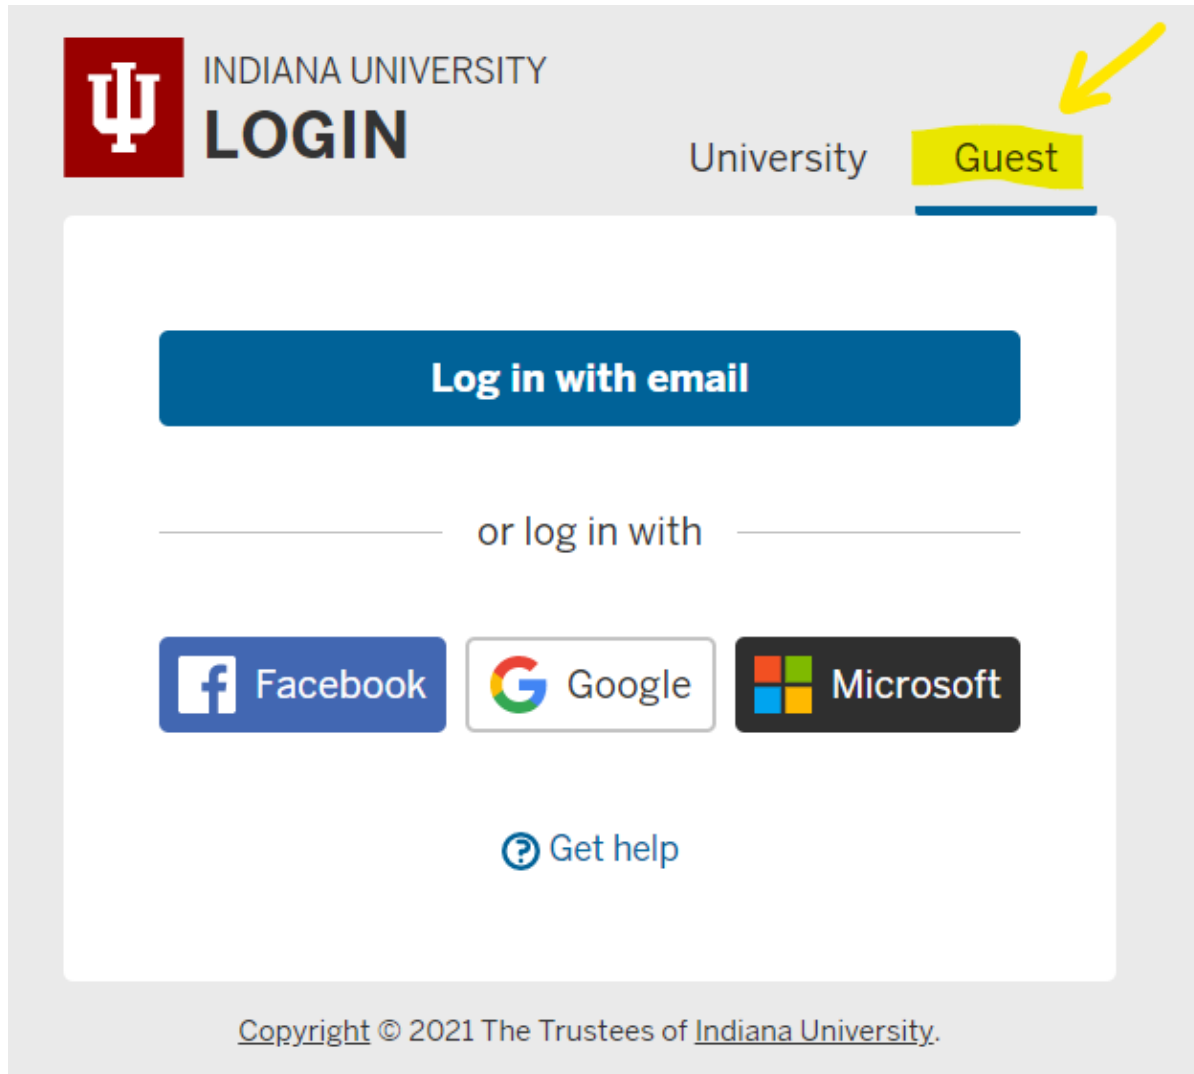 INDIANA UNIVERSITY
LOGIN
University Guest
Log in with email
or log in with
Facebook Google Microsoft
Get help
Copyright © 2021 The Trustees of Indiana University.